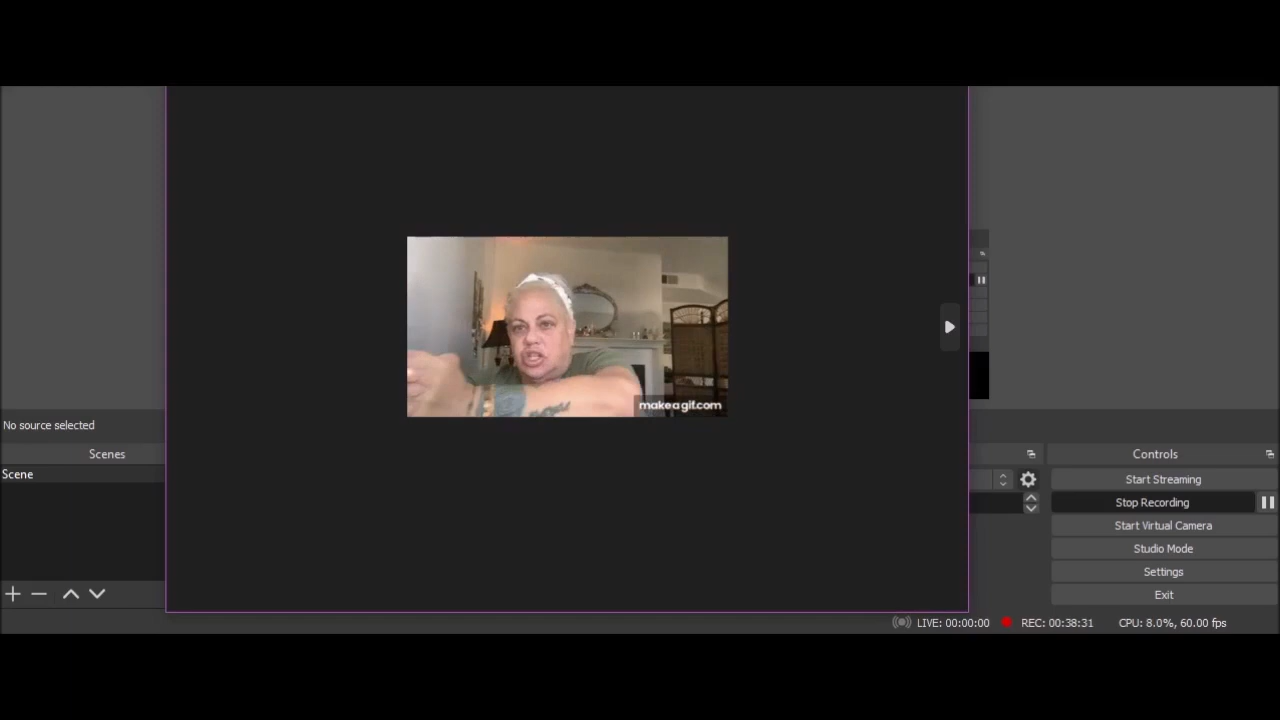 makeagif.com
No source selected
Scenes
Controls
Scene
Start Streaming
Stop Recording
Start Virtual Camera
Studio Mode
Settings
Exit
LIVE: 00:00:00
REC: 00:38:31
CPU: 8.0%, 60.00 fps